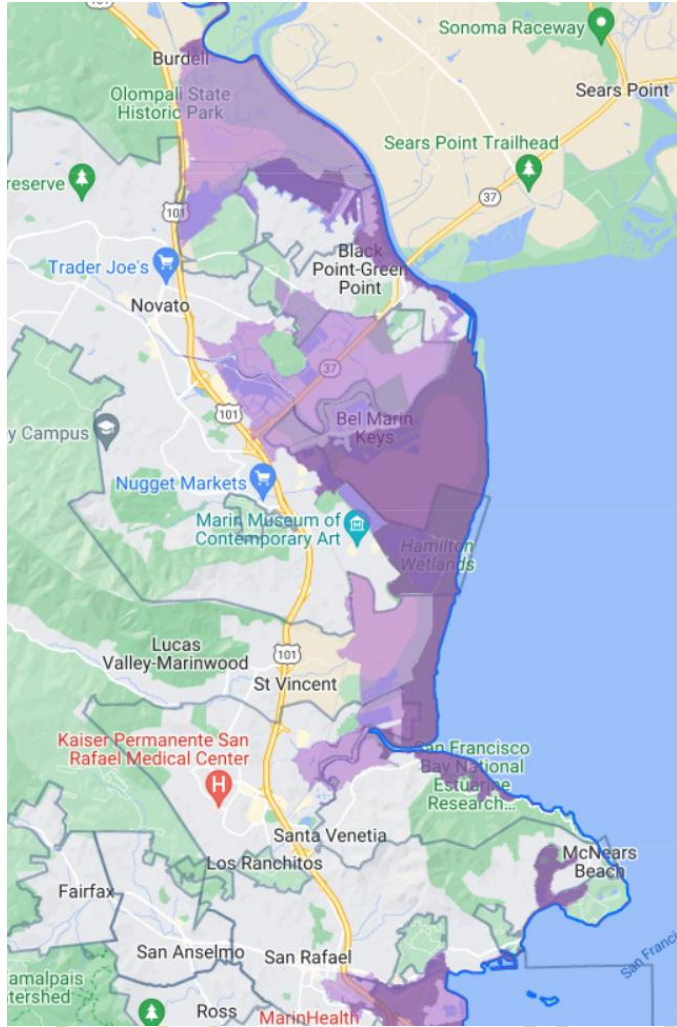 101
Sonoma Raceway
Burdell
Sears Point
Olompali State
Historic Park
Sears Point Trailhead
reserve
37
101
Trader Joe's
Black
Point-Green
Point
Novato
37
101
Bel Marin
Keys
y Campus
Nugget Markets
Marin Museum of
Contemporary Art
M
Hamilton
Wetlands
Lucas
Valley-Marinwood
101
St Vincent
Kaiser Permanente San
Rafael Medical Center
H
San Francisco
Bay National
Estuarine
Research...
Santa Venetia
McNears
Beach
Los Ranchitos
Fairfax
San Anselmo
San Rafael
San Franci
amalpais
tershed
Ross
MarinHealth